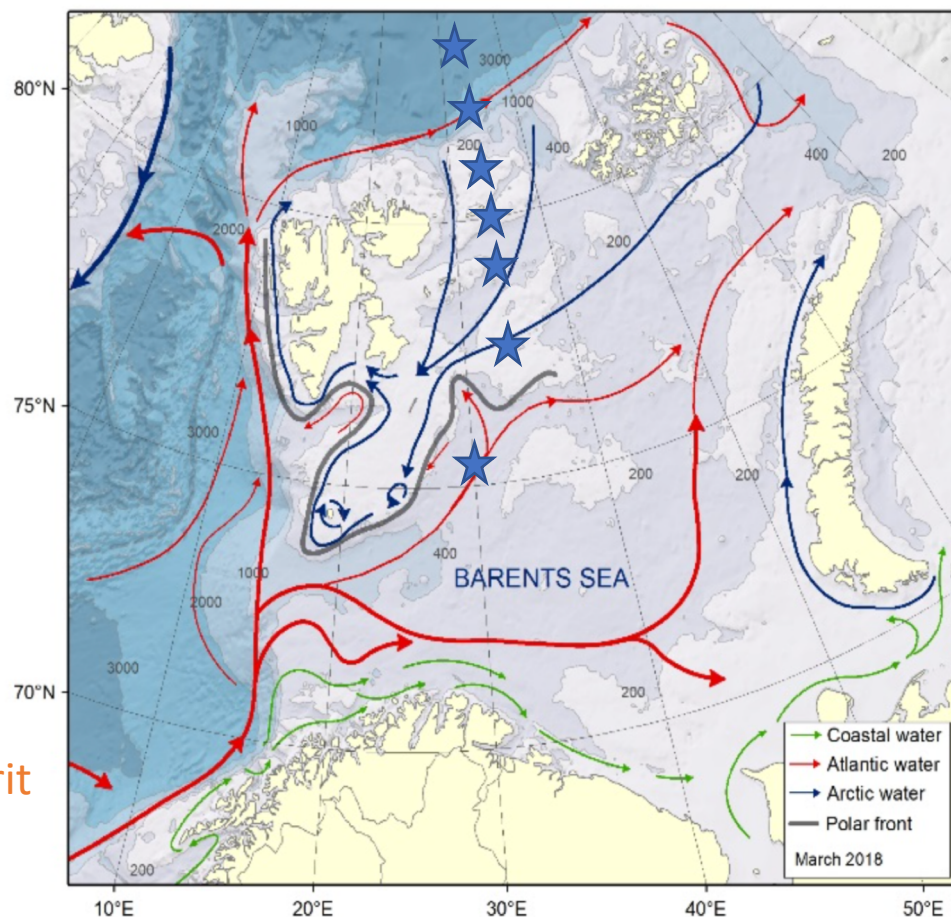 80°N
75°N
70°N
3000
1000
1000
200
400
400
200
2000
200
3000
200
200
400
1000
2000
3000
200
200
BARENTS SEA
rit
Coastal water
Atlantic water
Arctic water
Polar front
March 2018
10°E
20°E
30°E
40°E
50°E